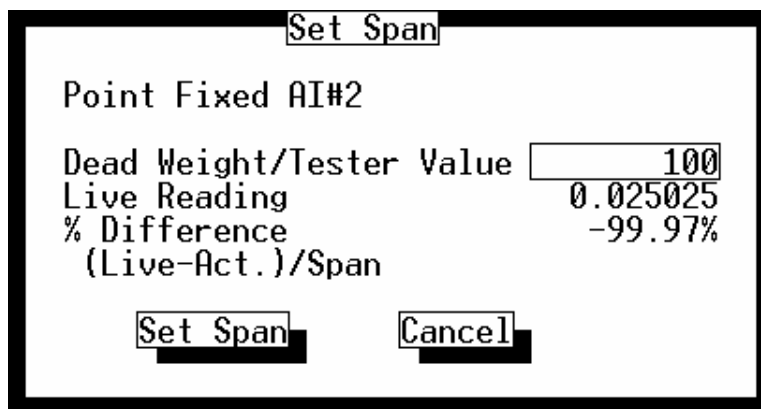 Set Span
Point Fixed AI#2
Dead Weight/Tester Value 100
Live Reading 0.025025
% Difference -99.97%
(Live-Act.)/Span
Set Span Cancel